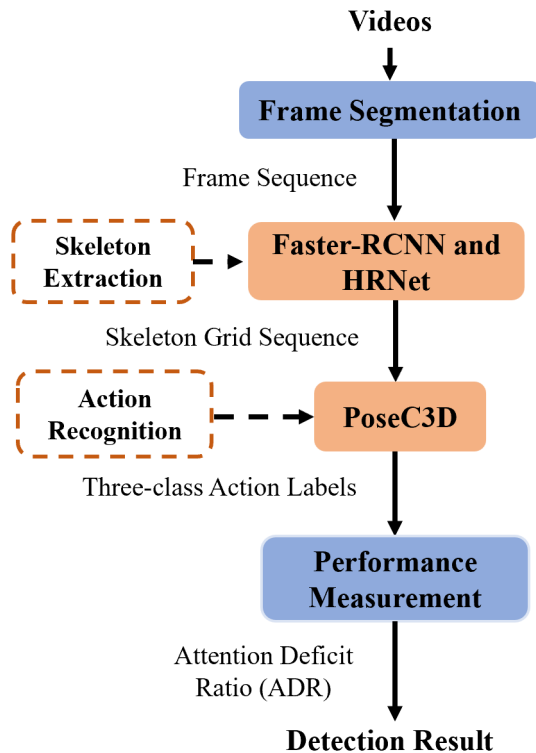 Videos
Frame Segmentation
Frame Sequence
Skeleton
Extraction
Faster-RCNN and
HRNet
Skeleton Grid Sequence
Action
Recognition
PoseC3D
Three-class Action Labels
Performance
Measurement
Attention Deficit
Ratio (ADR)
Detection Result